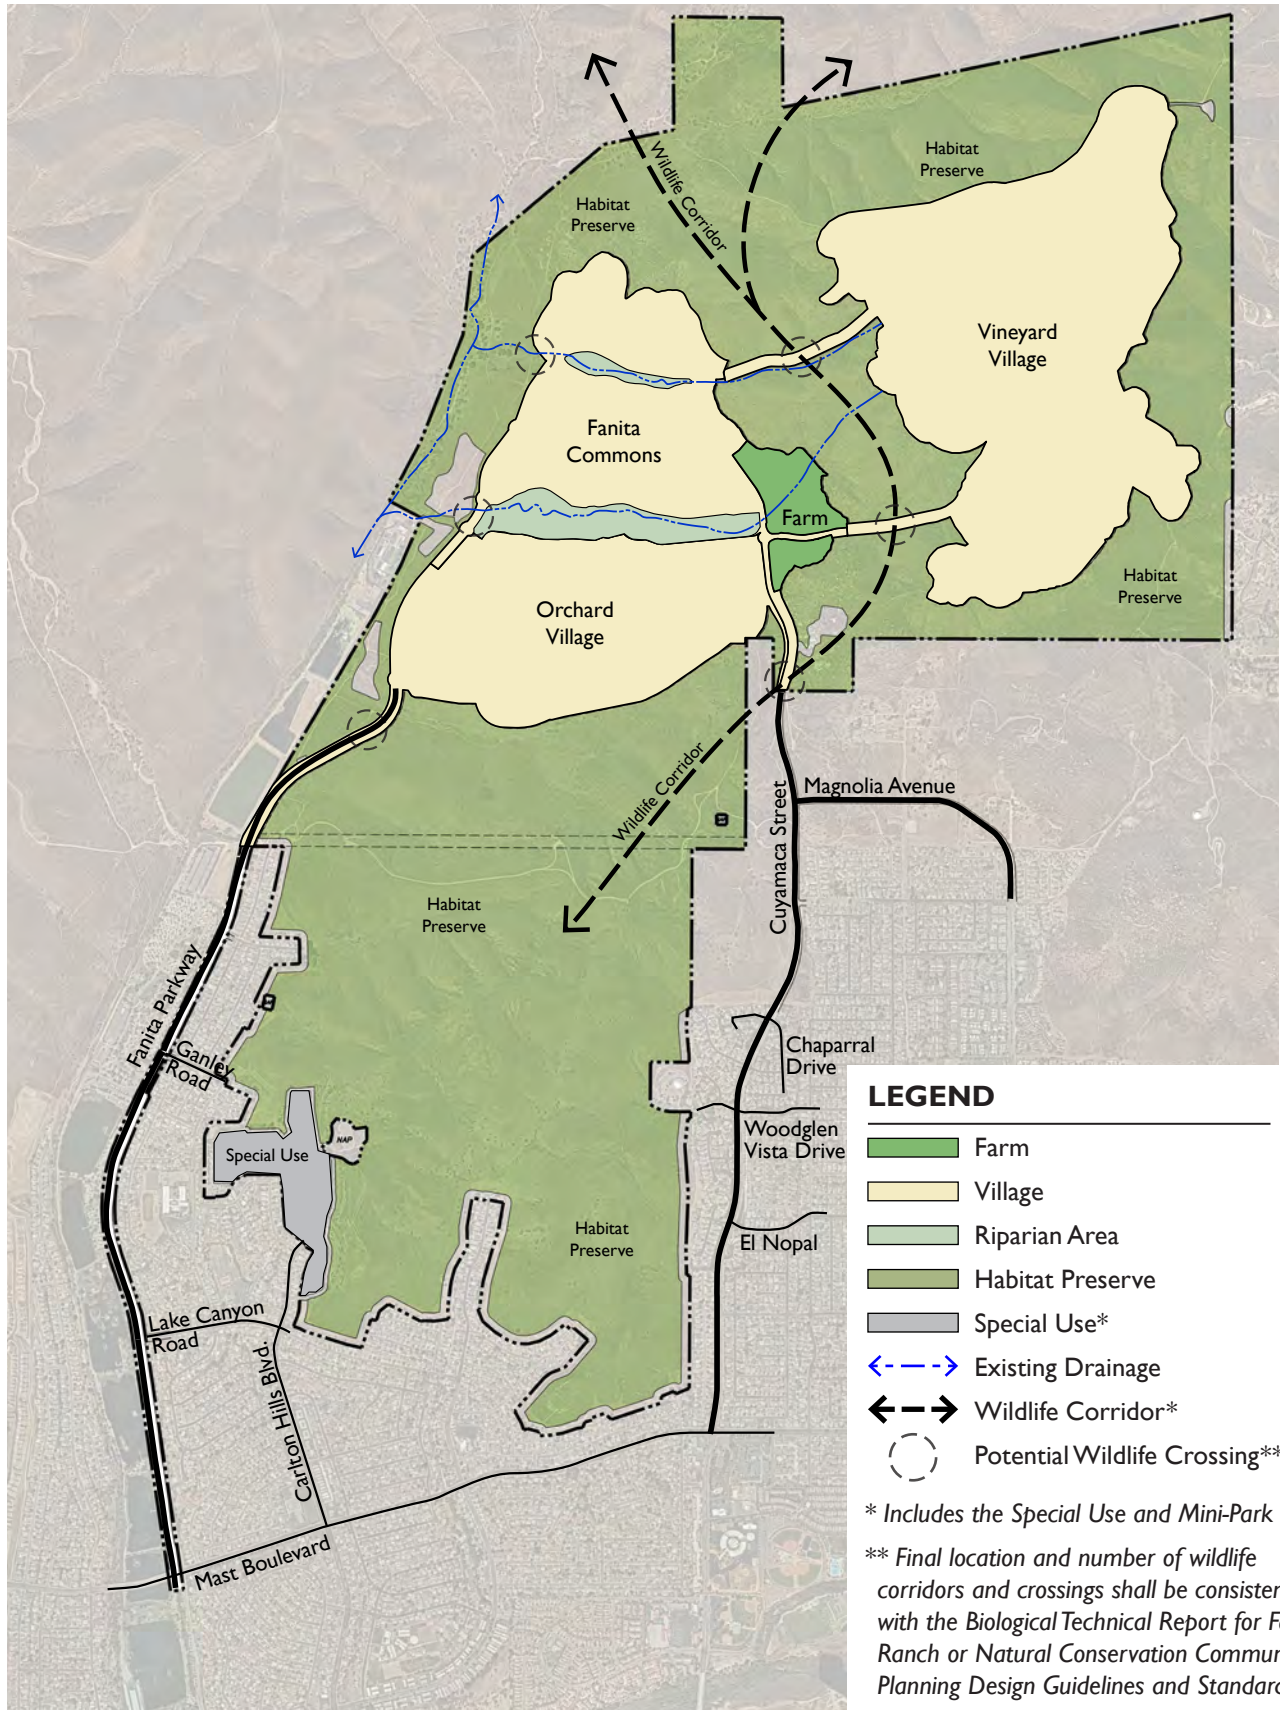 Habitat
Preserve
Wildlife Corridor
Habitat
Preserve
Vineyard
Village
Fanita
Commons
Farm
Habitat
Preserve
Orchard
Village
Wildlife Corridor
Magnolia Avenue
Cuyamaca Street
Habitat
Preserve
Fanita Parkway
Ganley
Road
Chaparral
Drive
Woodglen
Vista Drive
Special Use
NAP
Habitat
Preserve
El Nopal
Lake Canyon
Road
Carlton Hills Blvd.
Mast Boulevard
LEGEND
Farm
Village
Riparian Area
Habitat Preserve
Special Use*
Existing Drainage
Wildlife Corridor*
Potential Wildlife Crossing**
* Includes the Special Use and Mini-Park
** Final location and number of wildlife
corridors and crossings shall be consisten
with the Biological Technical Report for F
Ranch or Natural Conservation Commun
Planning Design Guidelines and Standard